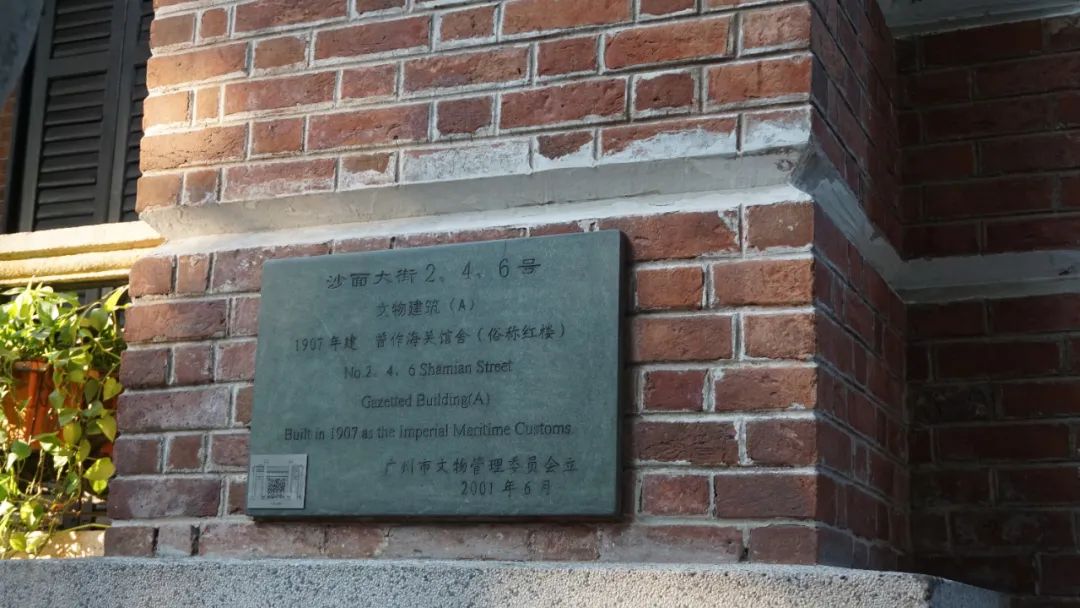 沙面大街2、4、6号
文物建筑（A）
1907年建 曾作海关馆舍（俗称红楼）
No.2、4、6 Shamian Street
Gazetted Building(A)
Built in 1907 as the Imperial Meritime Customs.
广州市文物管理委员会立
2001年6月